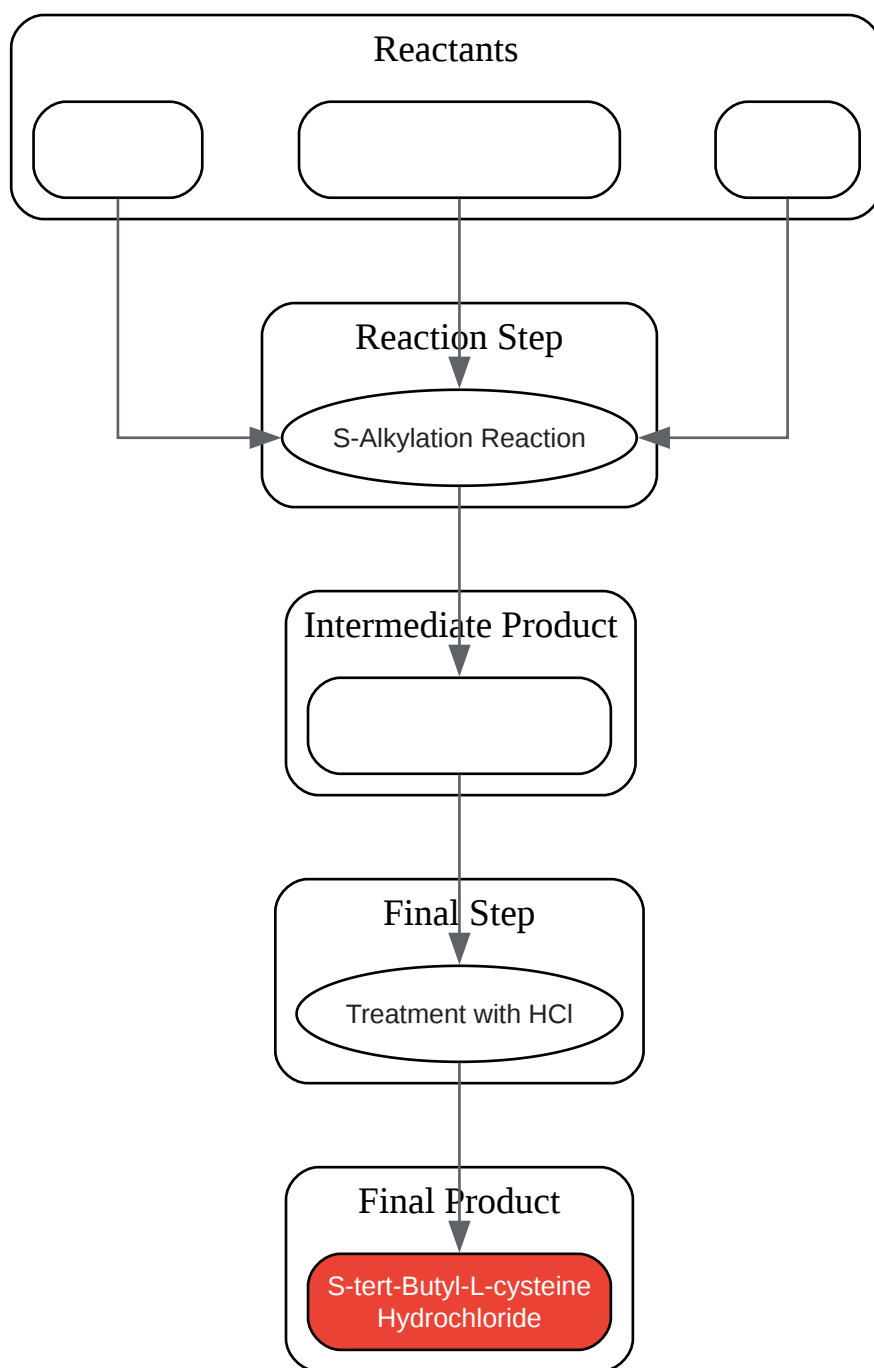 Reactants
Reaction Step
S-Alkylation Reaction
Intermediate Product
Final Step
Treatment with HCl
Final Product
S-tert-Butyl-L-cysteine
Hydrochloride